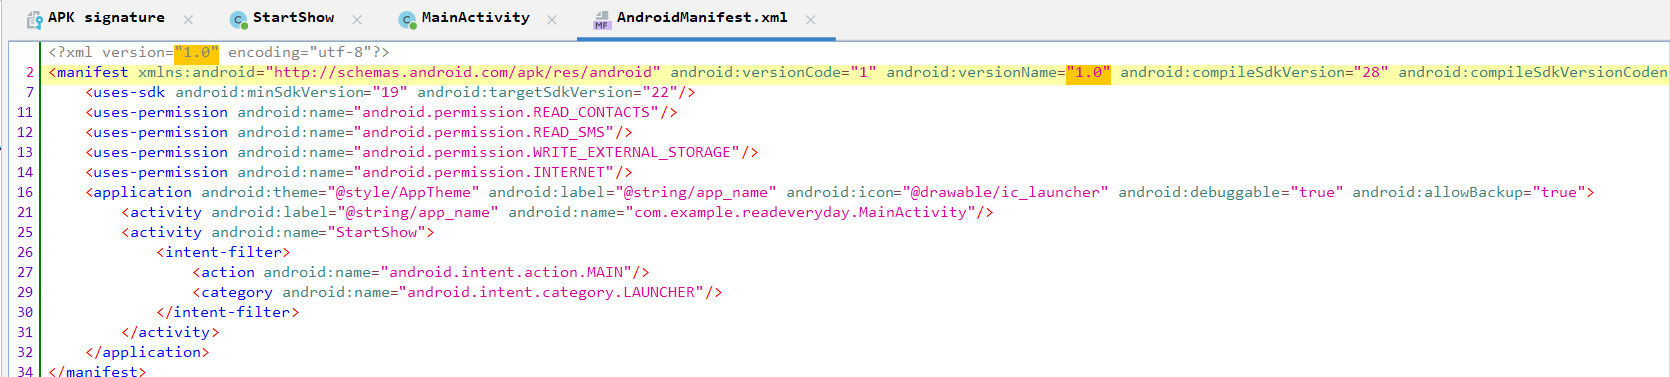 APK signature StartShow MainActivity MF AndroidManifest.xml
<?xml version="1.0" encoding="utf-8"?>
2 <manifest xmlns:android="http://schemas.android.com/apk/res/android" android:versionCode="1" android:versionName="1.0" android:compileSdkVersion="28" android:compileSdkVersionCoden
7 <uses-sdk android:minSdkVersion="19" android:targetSdkVersion="22"/>
11 <uses-permission android:name="android.permission.READ_CONTACTS"/>
12 <uses-permission android:name="android.permission.READ_SMS"/>
13 <uses-permission android:name="android.permission.WRITE_EXTERNAL_STORAGE"/>
14 <uses-permission android:name="android.permission.INTERNET"/>
16 <application android:theme="@style/AppTheme" android:label="@string/app_name" android:icon="@drawable/ic_launcher" android:debuggable="true" android:allowBackup="true">
21 <activity android:label="@string/app_name" android:name="com.example.readeveryday.MainActivity"/>
25 <activity android:name="StartShow">
26 <intent-filter>
27 <action android:name="android.intent.action.MAIN"/>
29 <category android:name="android.intent.category.LAUNCHER"/>
30 </intent-filter>
31 </activity>
32 </application>
34 </manifest>